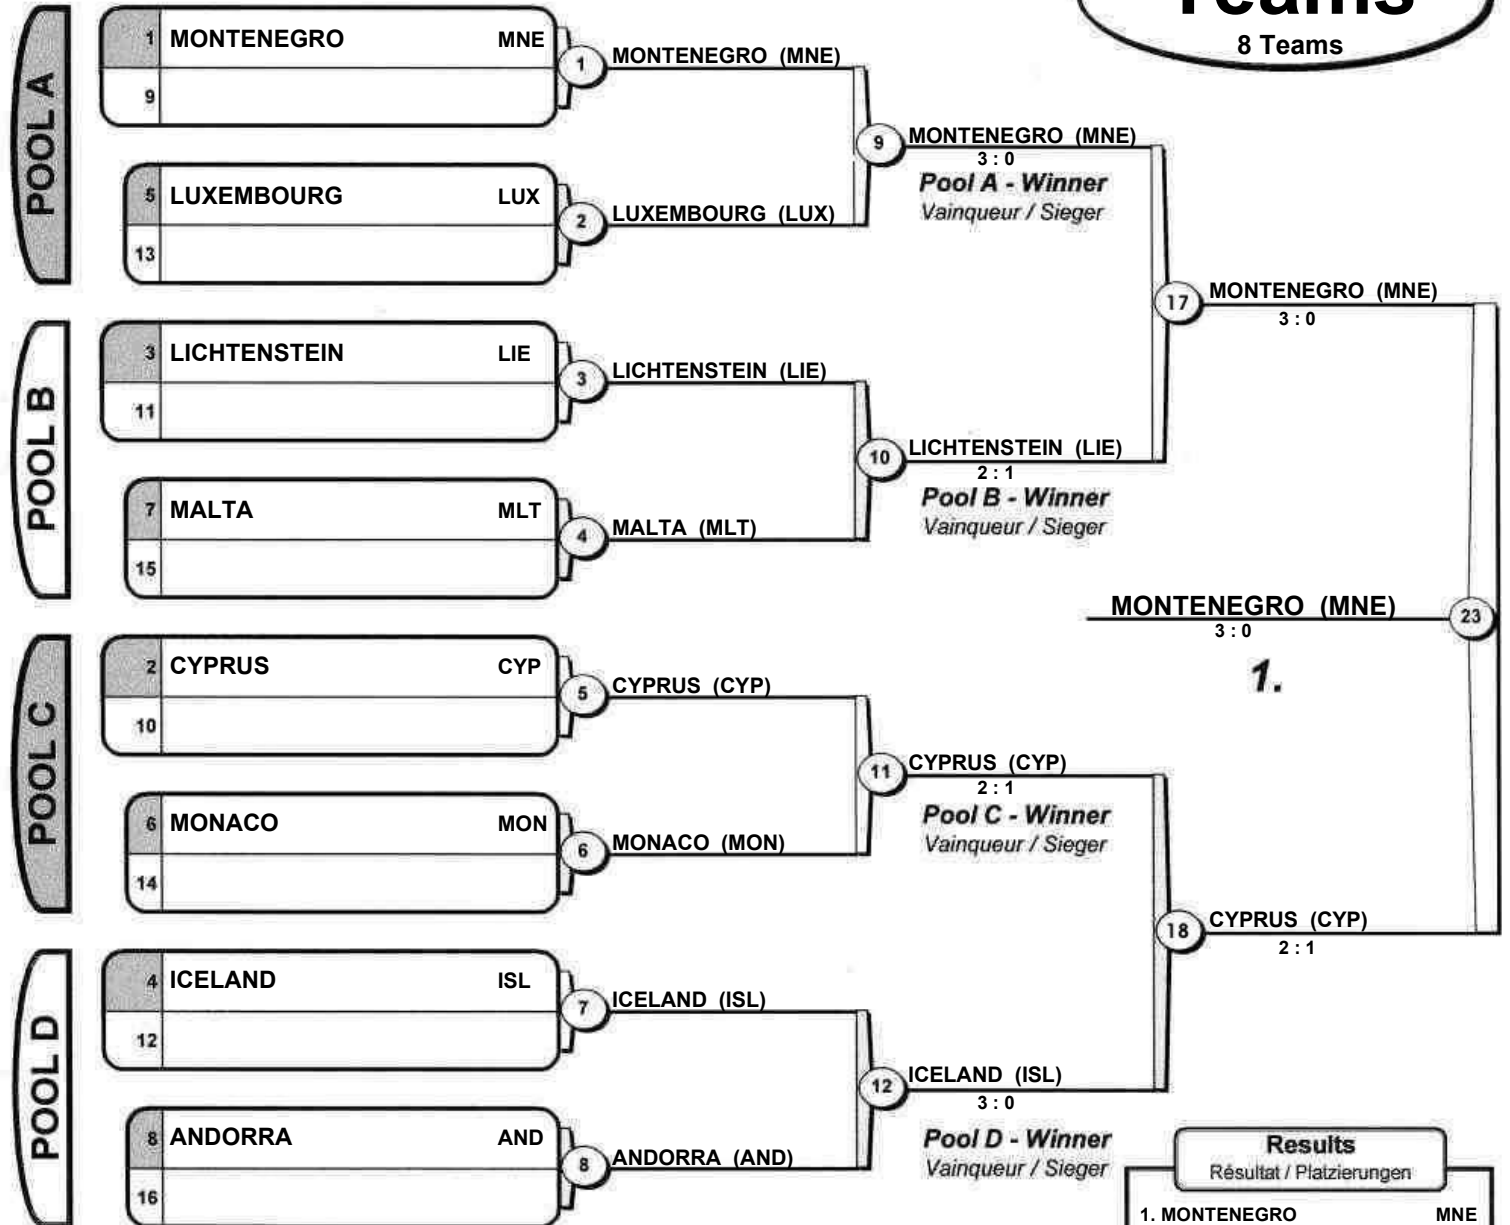 Teams
8 Teams
POOL A
1 MONTENEGRO MNE
9
1 MONTENEGRO (MNE)
5 LUXEMBOURG LUX
13
2 LUXEMBOURG (LUX)
9 MONTENEGRO (MNE)
3 : 0
Pool A - Winner
Vainqueur / Sieger
POOL B
3 LICHTENSTEIN LIE
11
3 LICHTENSTEIN (LIE)
7 MALTA MLT
15
4 MALTA (MLT)
10 LICHTENSTEIN (LIE)
2 : 1
Pool B - Winner
Vainqueur / Sieger
17 MONTENEGRO (MNE)
3 : 0
MONTENEGRO (MNE) 23
3 : 0
1.
POOL C
2 CYPRUS CYP
10
5 CYPRUS (CYP)
6 MONACO MON
14
6 MONACO (MON)
11 CYPRUS (CYP)
2 : 1
Pool C - Winner
Vainqueur / Sieger
POOL D
4 ICELAND ISL
12
7 ICELAND (ISL)
8 ANDORRA AND
16
8 ANDORRA (AND)
12 ICELAND (ISL)
3 : 0
Pool D - Winner
Vainqueur / Sieger
18 CYPRUS (CYP)
2 : 1
Results
Résultat / Platzierungen
1. MONTENEGRO MNE